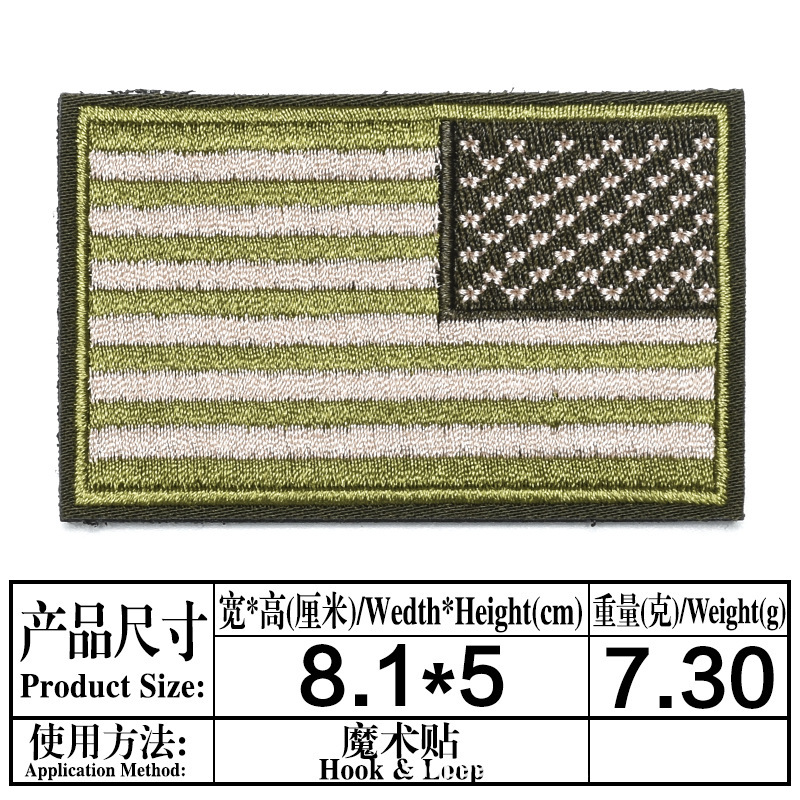 产品尺寸
Product Size:
宽*高(厘米)/Wedth*Height(cm)
重量(克)/Weight(g)
8.1*5
7.30
使用方法:
Application Method:
魔术贴
Hook & Loop